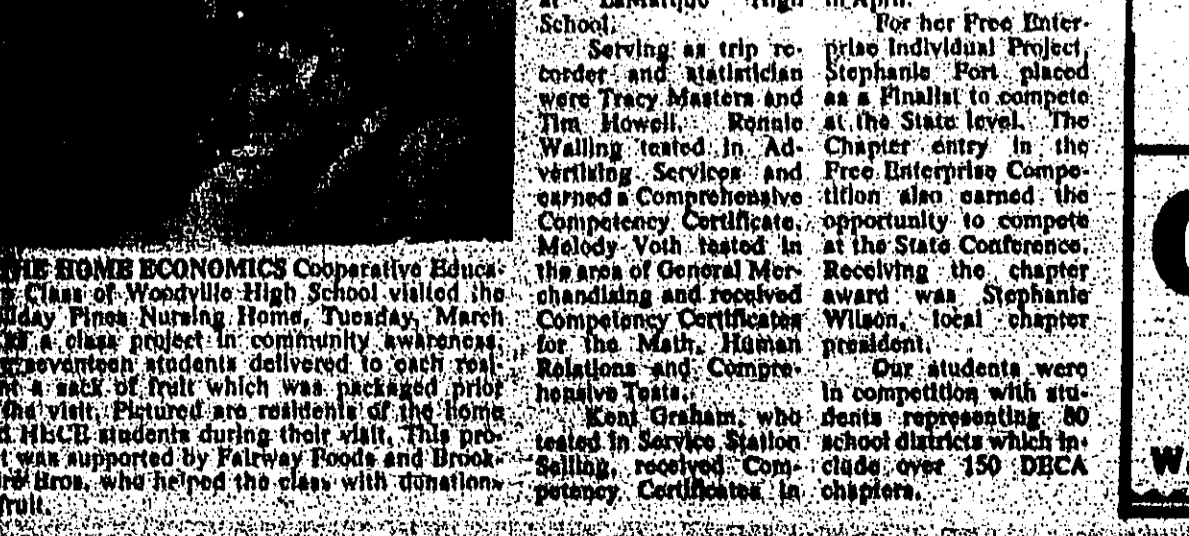 THE HOME ECONOMICS Cooperative Educa-
Class of Woodville High School visited the
Pines Nursing Home, Tuesday, March
a class project in community awareness.
seventeen students delivered to each resi-
a sack of fruit which was packaged prior
the visit. Pictured are residents of the home
HECE students during their visit. This pro-
was supported by Fairway Foods and Brook-
Bros. who helped the class with donations
fruit.
at LaMarque High
School.
Serving as trip re-
corder and statistician
were Tracy Masters and
Tim Howell. Ronnie
Walling tested in Ad-
vertising Services and
earned a Comprehensive
Competency Certificate.
Melody Voth tested in
the area of General Mer-
chandising and received
Competency Certificates
for the Math, Human
Relations and Compre-
hensive Tests.
Kent Graham, who
tested in Service Station
Selling, received Com-
petency Certificates in
in April.
For her Free Enter-
prise Individual Project,
Stephanie Fort placed
as a Finalist to compete
at the State level. The
Chapter entry in the
Free Enterprise Compe-
tition also earned the
opportunity to compete
at the State Conference.
Receiving the chapter
award was Stephanie
Wilson, local chapter
president.
Our students were
in competition with stu-
dents representing 80
school districts which in-
clude over 150 DECA
chapters.